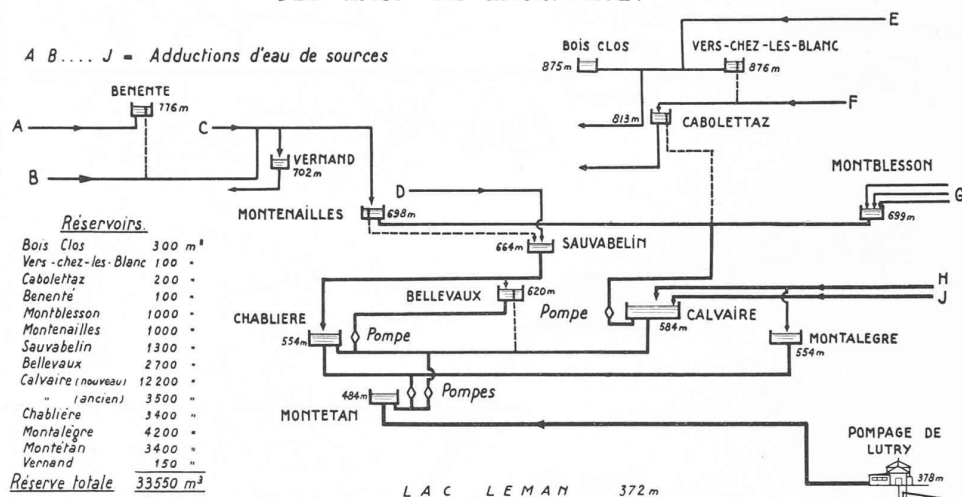 A B .... J = Adductions d'eau de sources
E
BOIS CLOS
875m
VERS-CHEZ-LES-BLANC
876m
BENENTE
776m
A
C
F
813m
CABOLETTAZ
VERNAND
702m
B
D
MONTBLESSON
G
699m
MONTENAILLES
698m
664m
SAUVABELIN
Réservoirs.
Bois Clos 300 m³
Vers-chez-les-Blanc 100 "
Cabolettaz 200 "
Benenté 100 "
Montblesson 1000 "
Montenailles 1000 "
Sauvabelin 1300 "
Bellevaux 2700 "
Calvaire (nouveau) 12200 "
" (ancien) 3500 "
Chablière 3400 "
Montalègre 4200 "
Montétan 3400 "
Vernand 150 "
Réserve totale 33550 m³
H
J
BELLEVAUX
620m
CHABLIERE
554m
Pompe
Pompe
CALVAIRE
584m
MONTALEGRE
554m
484m
MONTETAN
Pompes
POMPAGE DE
LUTRY
378m
LAC LEMAN 372m